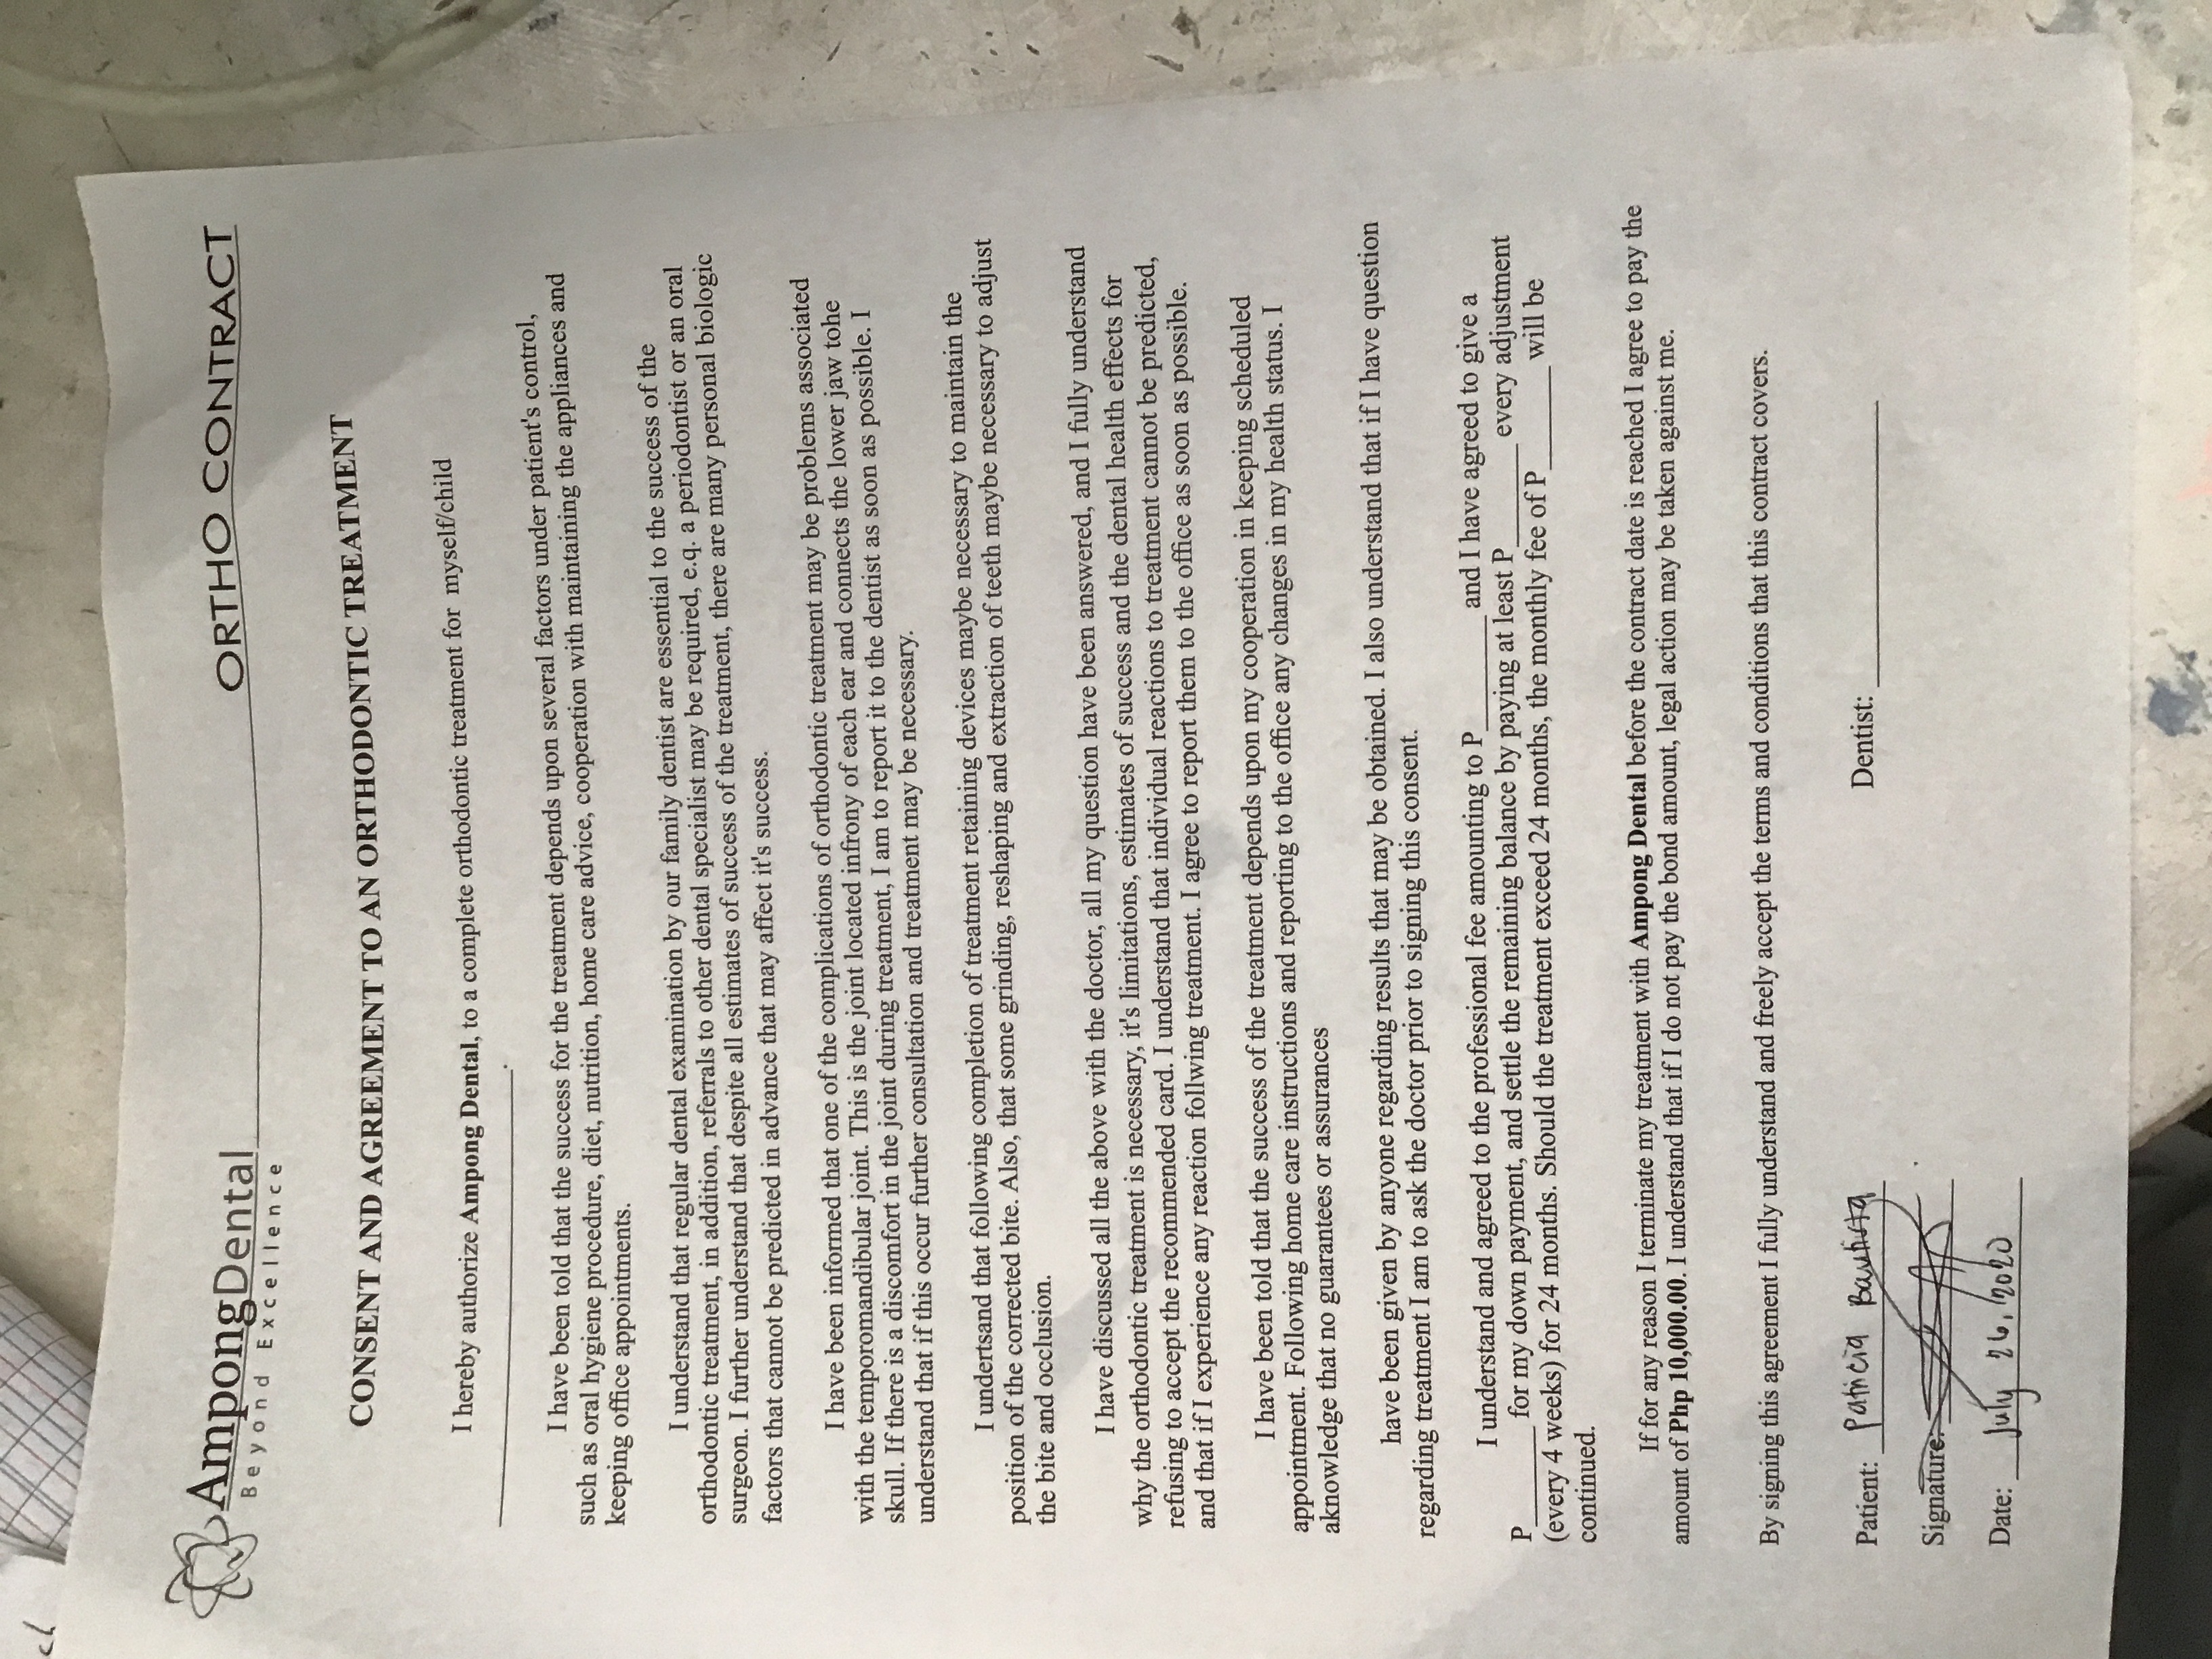 AmpongDental
Beyond Excellence
ORTHO CONTRACT
CONSENT AND AGREEMENT TO AN ORTHODONTIC TREATMENT
I hereby authorize Ampong Dental, to a complete orthodontic treatment for myself/child
____________________.
I have been told that the success for the treatment depends upon several factors under patient's control,
such as oral hygiene procedure, diet, nutrition, home care advice, cooperation with maintaining the appliances and
keeping office appointments.
I understand that regular dental examination by our family dentist are essential to the success of the
orthodontic treatment, in addition, referrals to other dental specialist may be required, e.q. a periodontist or an oral
surgeon. I further understand that despite all estimates of success of the treatment, there are many personal biologic
factors that cannot be predicted in advance that may affect it's success.
I have been informed that one of the complications of orthodontic treatment may be problems associated
with the temporomandibular joint. This is the joint located infrony of each ear and connects the lower jaw tohe
skull. If there is a discomfort in the joint during treatment, I am to report it to the dentist as soon as possible. I
understand that if this occur further consultation and treatment may be necessary.
I undertsand that following completion of treatment retaining devices maybe necessary to maintain the
position of the corrected bite. Also, that some grinding, reshaping and extraction of teeth maybe necessary to adjust
the bite and occlusion.
I have discussed all the above with the doctor, all my question have been answered, and I fully understand
why the orthodontic treatment is necessary, it's limitations, estimates of success and the dental health effects for
refusing to accept the recommended card. I understand that individual reactions to treatment cannot be predicted,
and that if I experience any reaction follwing treatment. I agree to report them to the office as soon as possible.
I have been told that the success of the treatment depends upon my cooperation in keeping scheduled
appointment. Following home care instructions and reporting to the office any changes in my health status. I
aknowledge that no guarantees or assurances
have been given by anyone regarding results that may be obtained. I also understand that if I have question
regarding treatment I am to ask the doctor prior to signing this consent.
I understand and agreed to the professional fee amounting to P________ and I have agreed to give a
P________ for my down payment, and settle the remaining balance by paying at least P________ every adjustment
(every 4 weeks) for 24 months. Should the treatment exceed 24 months, the monthly fee of P________ will be
continued.
If for any reason I terminate my treatment with Ampong Dental before the contract date is reached I agree to pay the
amount of Php 10,000.00. I understand that if I do not pay the bond amount, legal action may be taken against me.
By signing this agreement I fully understand and freely accept the terms and conditions that this contract covers.
Patient: Patricia Bautista
Dentist: ____________
Signature:
Date: July 26, 2020